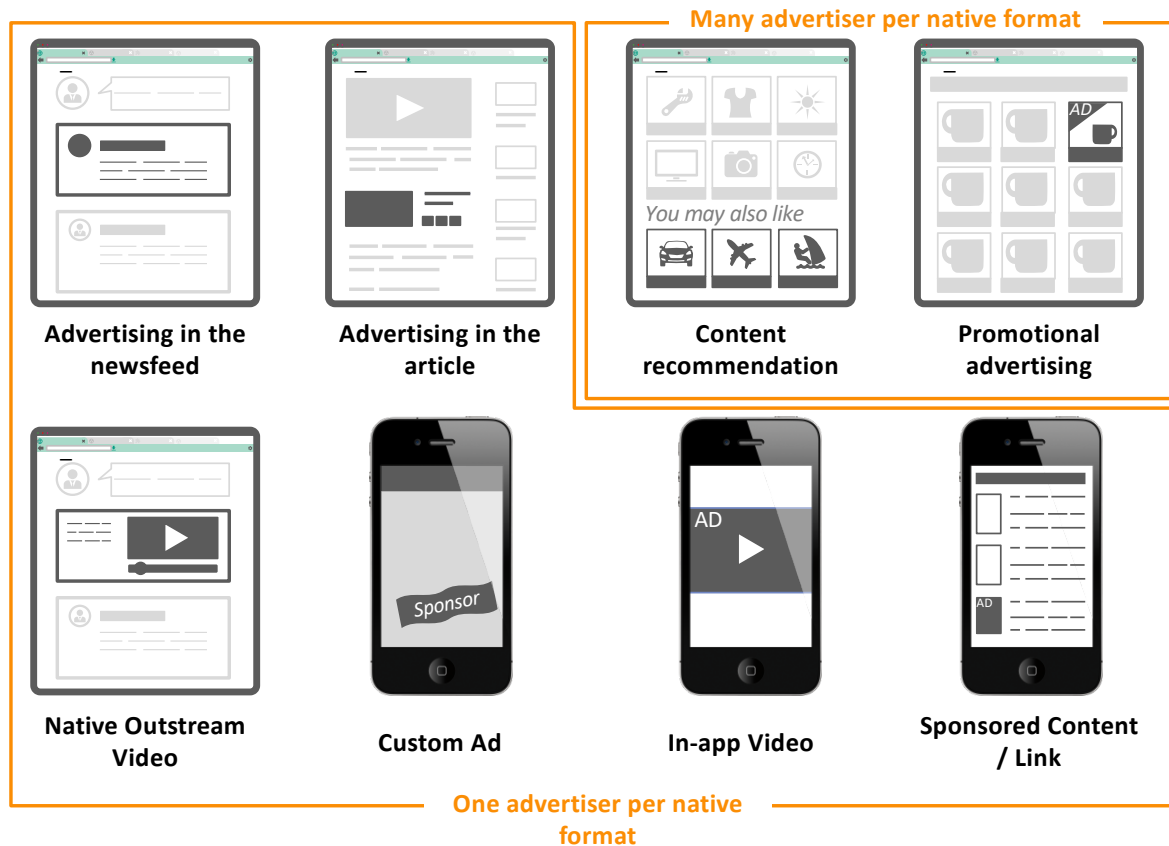 Many advertiser per native format
AD
You may also like
Advertising in the
newsfeed
Advertising in the
article
Content
recommendation
Promotional
advertising
Sponsor
AD
AD
Native Outstream
Video
Custom Ad
In-app Video
Sponsored Content
/ Link
One advertiser per native
format